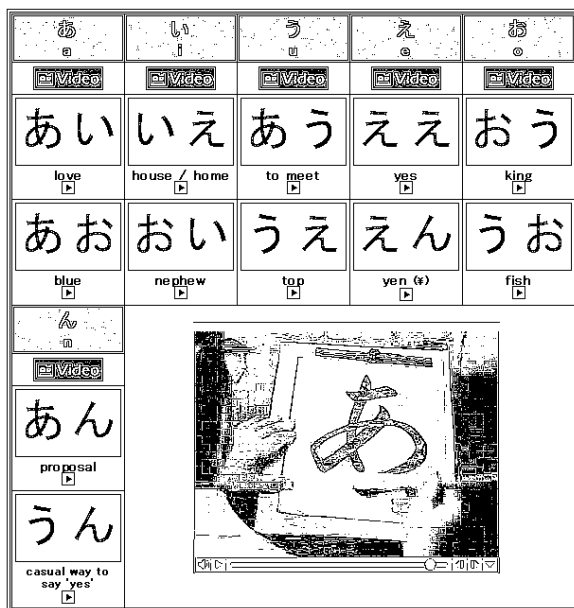 あ い う え お
a i u e o
Video Video Video Video Video
あい いえ あう ええ おう
love house / home to meet yes king
あお おい うえ えん うお
blue nephew top yen (¥) fish
ん
n
Video
あん
proposal
うん
casual way to
say 'yes'
あ